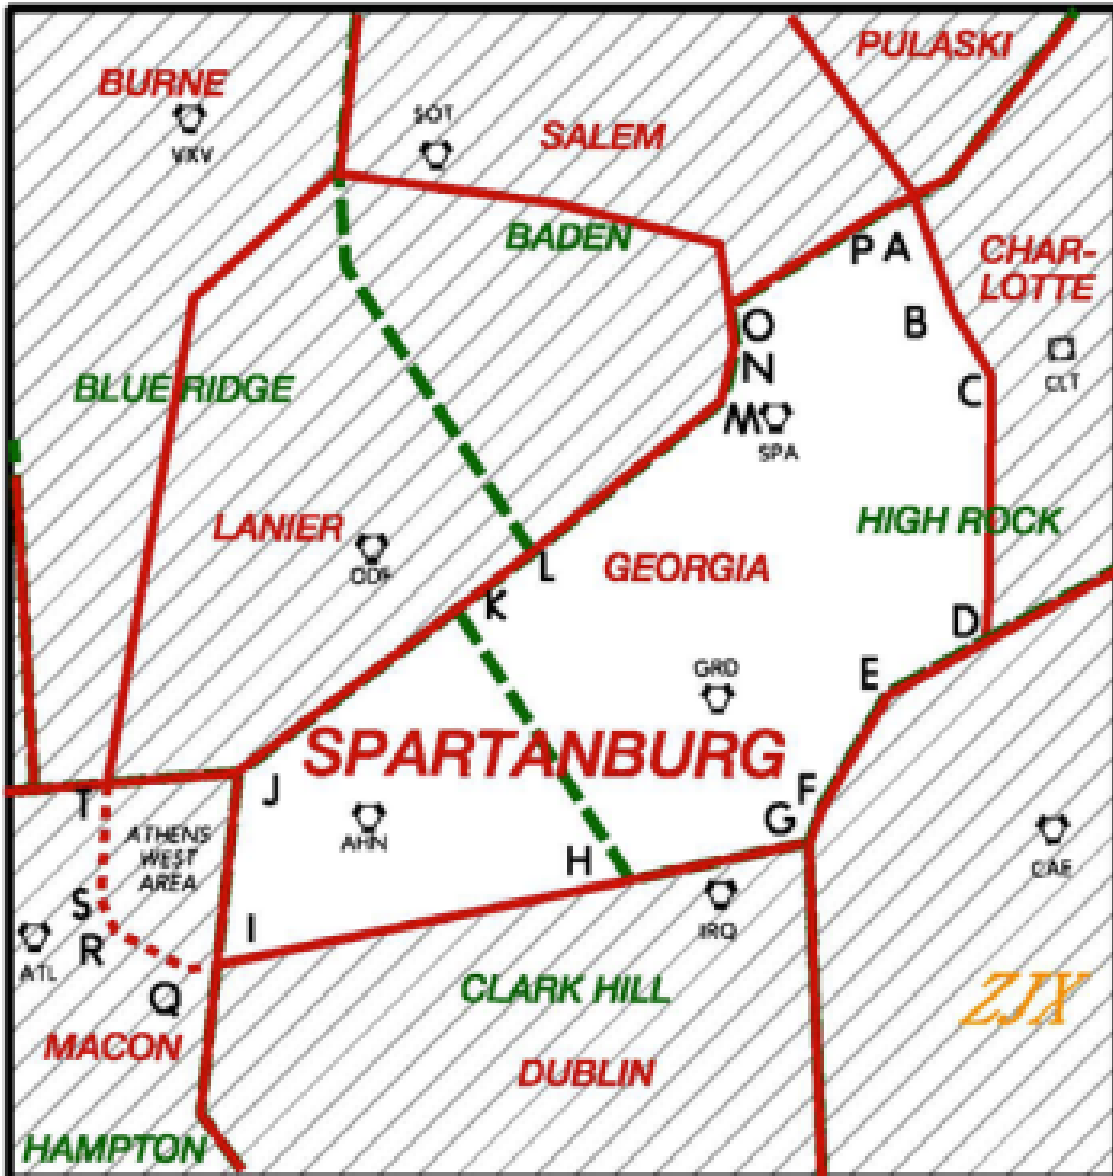 PULASKI
BURNE
SOT
SALEM
VXV
BADEN
P A
CHAR-
LOTTE
O
B
N
BLUE RIDGE
C
CLT
M
SPA
LANIER
HIGH ROCK
ODF
L
GEORGIA
K
D
GRD
E
SPARTANBURG
J
F
T
G
ATHENS
WEST
AREA
AHN
H
CAE
S
I
IRQ
R
ATL
Q
CLARK HILL
ZJX
MACON
DUBLIN
HAMPTON